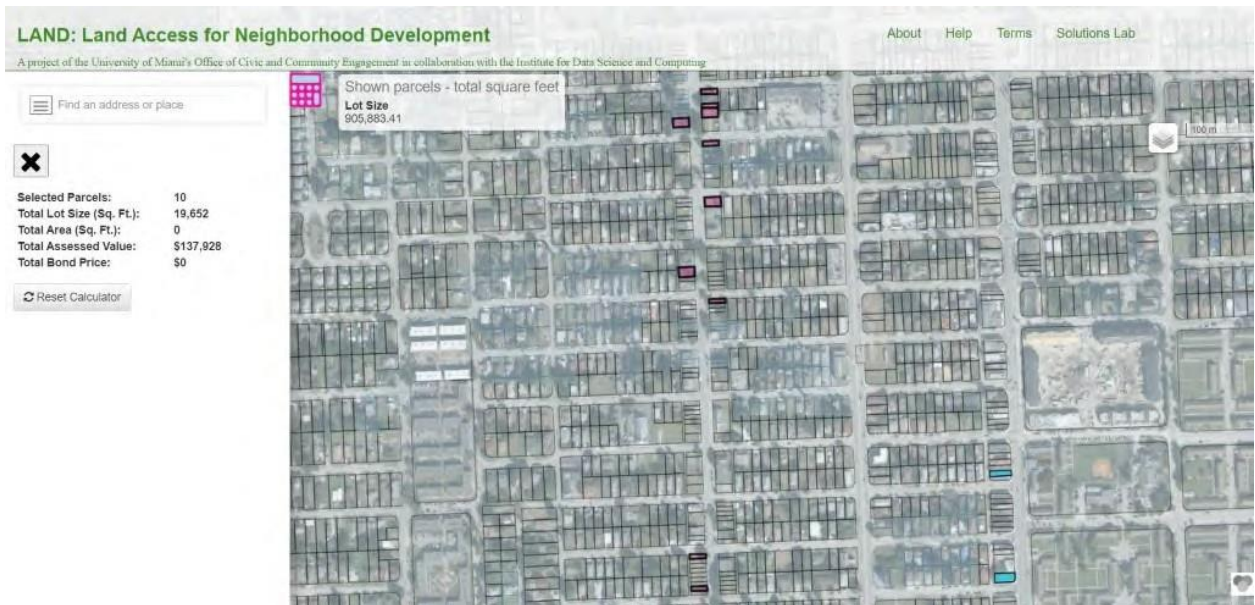 LAND: Land Access for Neighborhood Development
About Help Terms Solutions Lab
A project of the University of Miami's Office of Civic and Community Engagement in collaboration with the Institute for Data Science and Computing
Find an address or place
Shown parcels - total square feet
Lot Size
905,883.41
100 m
Selected Parcels: 10
Total Lot Size (Sq. Ft.): 19,652
Total Area (Sq. Ft.): 0
Total Assessed Value: $137,928
Total Bond Price: $0
Reset Calculator